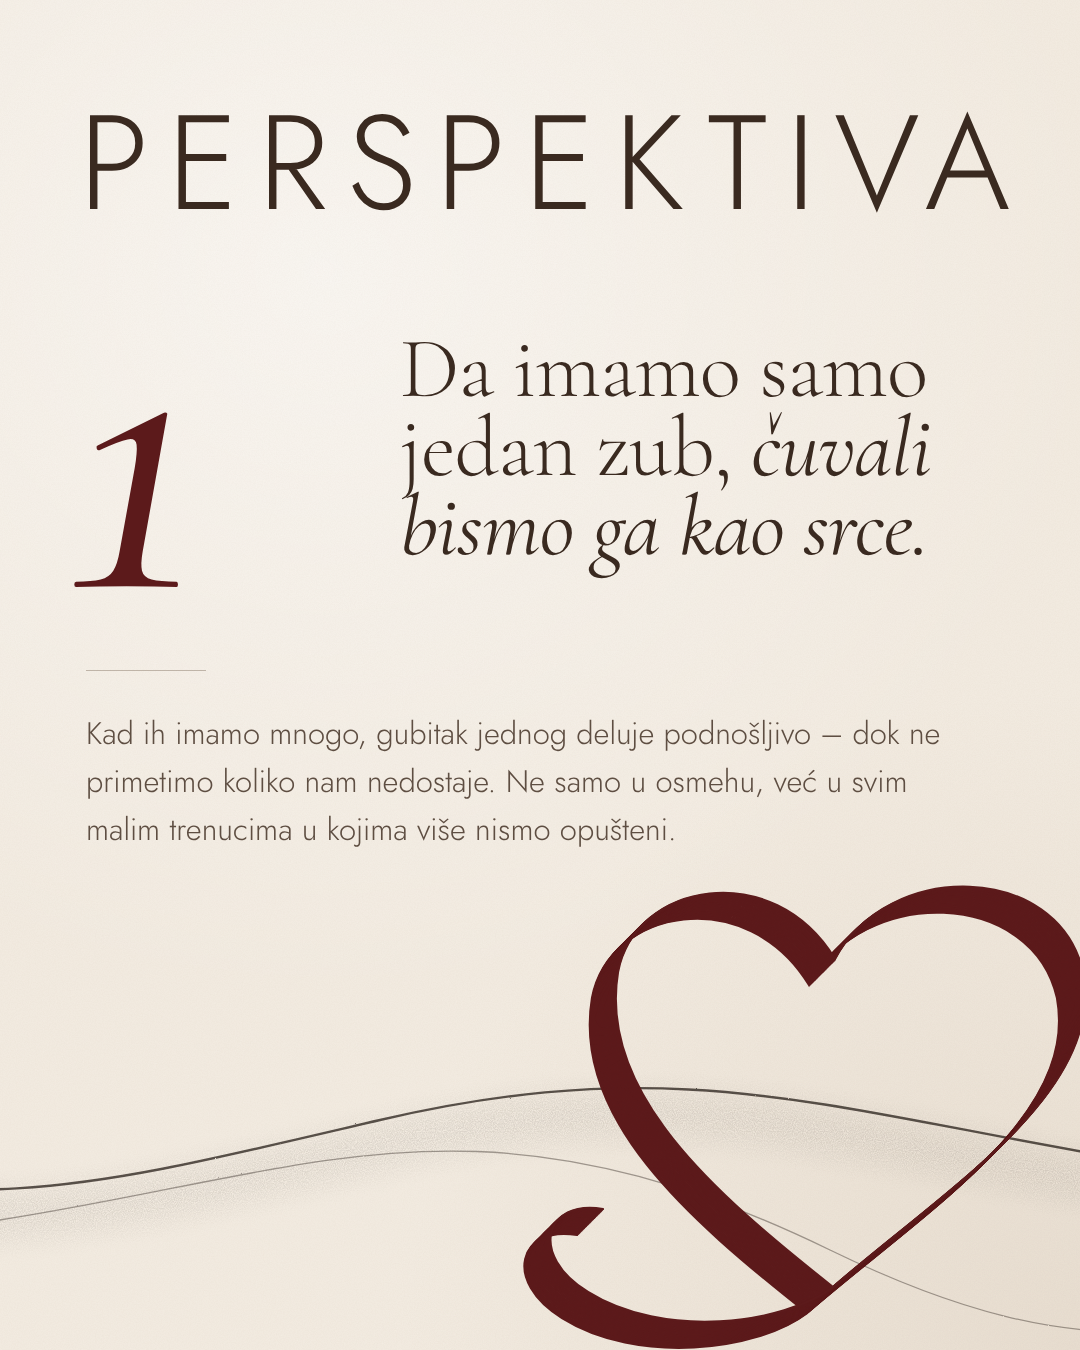 PERSPEKTIVA
1
Da imamo samo
jedan zub, čuvali
bismo ga kao srce.
Kad ih imamo mnogo, gubitak jednog deluje podnošljivo – dok ne
primetimo koliko nam nedostaje. Ne samo u osmehu, već u svim
malim trenucima u kojima više nismo opušteni.